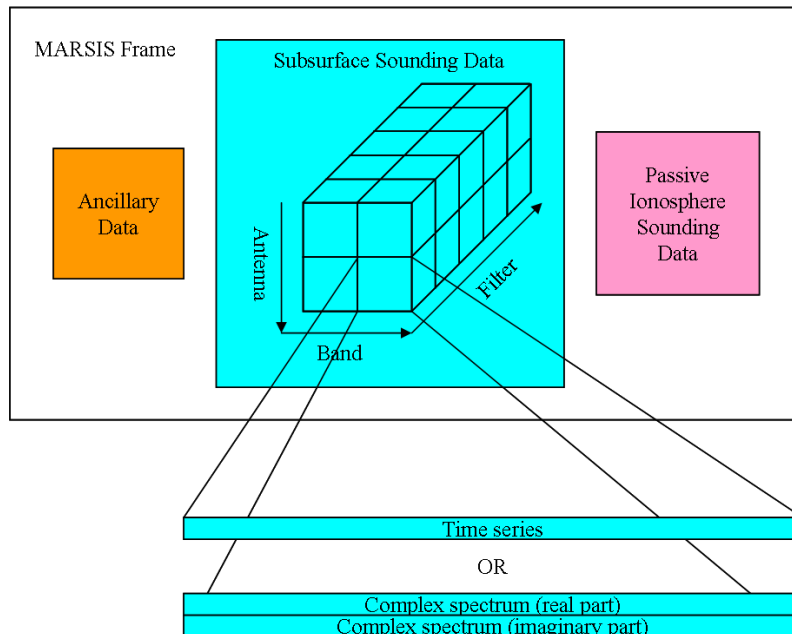 MARSIS Frame
Subsurface Sounding Data
Ancillary
Data
Passive
Ionosphere
Sounding
Data
Antenna
Filter
Band
Time series
OR
Complex spectrum (real part)
Complex spectrum (imaginary part)